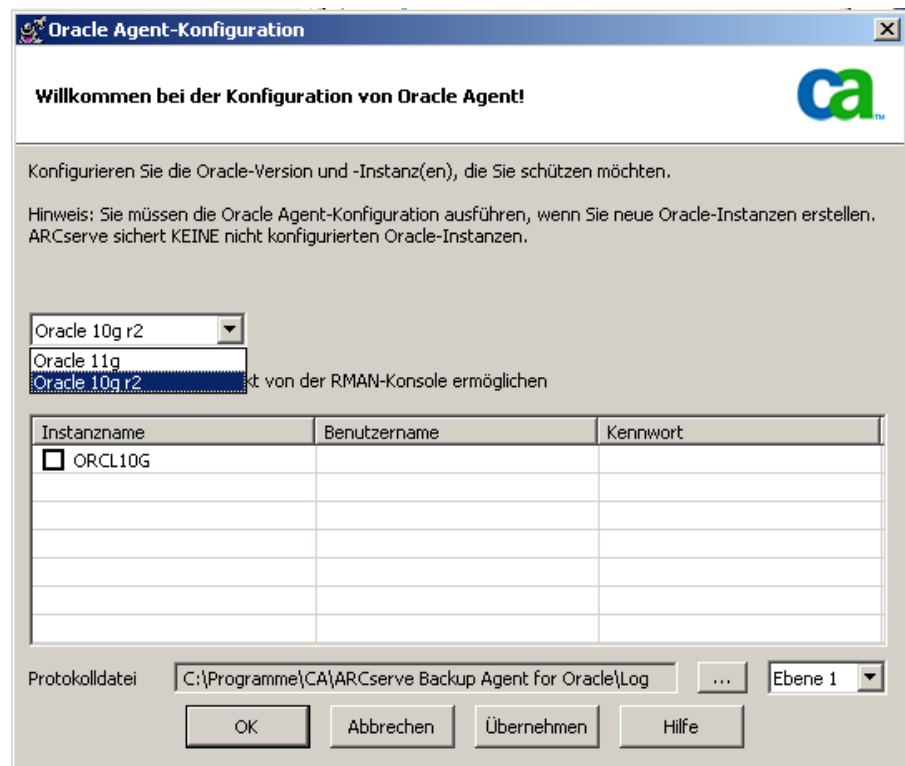 Oracle Agent-Konfiguration
Willkommen bei der Konfiguration von Oracle Agent!
ca
Konfigurieren Sie die Oracle-Version und -Instanz(en), die Sie schützen möchten.
Hinweis: Sie müssen die Oracle Agent-Konfiguration ausführen, wenn Sie neue Oracle-Instanzen erstellen.
ARCserve sichert KEINE nicht konfigurierten Oracle-Instanzen.
Oracle 10g r2
Oracle 11g
Oracle 10g r2
von der RMAN-Konsole ermöglichen
Instanzname Benutzername Kennwort
ORCL10G
Protokolldatei C:\Programme\CA\ARCserve Backup Agent for Oracle\Log ... Ebene 1
OK Abbrechen Übernehmen Hilfe